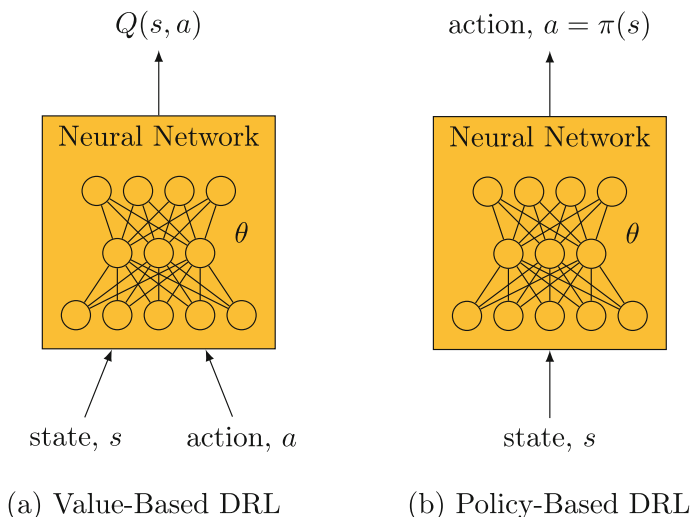 Q(s, a)
Neural Network
θ
state, s
action, a
(a) Value-Based DRL
action, a = π(s)
Neural Network
θ
state, s
(b) Policy-Based DRL